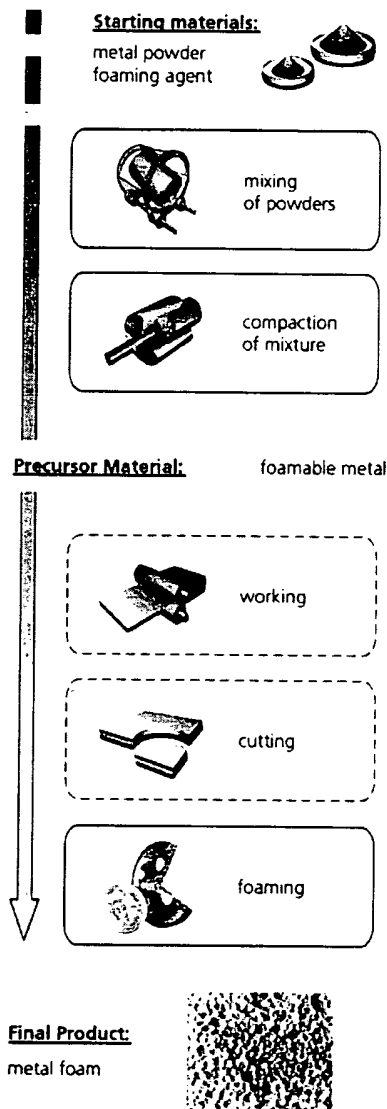 Starting materials:
metal powder
foaming agent
mixing
of powders
compaction
of mixture
Precursor Material: foamable metal
working
cutting
foaming
Final Product:
metal foam